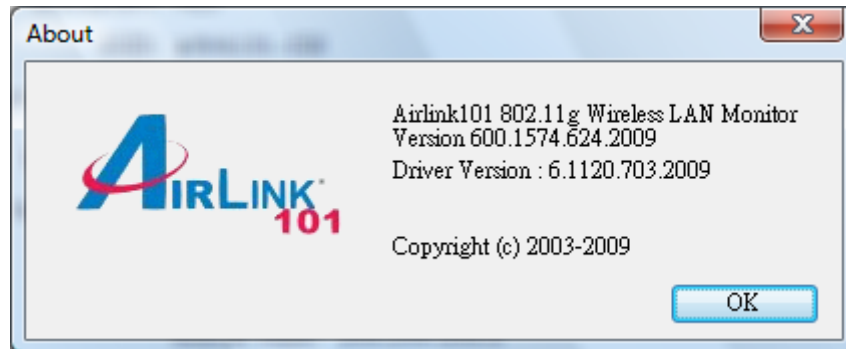 About
AIRLINK
101
Airlink101 802.11g Wireless LAN Monitor
Version 600.1574.624.2009
Driver Version : 6.1120.703.2009
Copyright (c) 2003-2009
OK